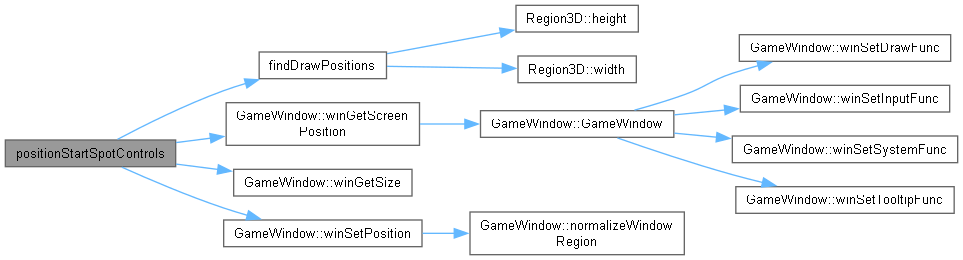 positionStartSpotControls
findDrawPositions
Region3D::height
Region3D::width
GameWindow::winGetScreen
Position
GameWindow::GameWindow
GameWindow::winSetDrawFunc
GameWindow::winSetInputFunc
GameWindow::winSetSystemFunc
GameWindow::winSetTooltipFunc
GameWindow::winGetSize
GameWindow::winSetPosition
GameWindow::normalizeWindow
Region